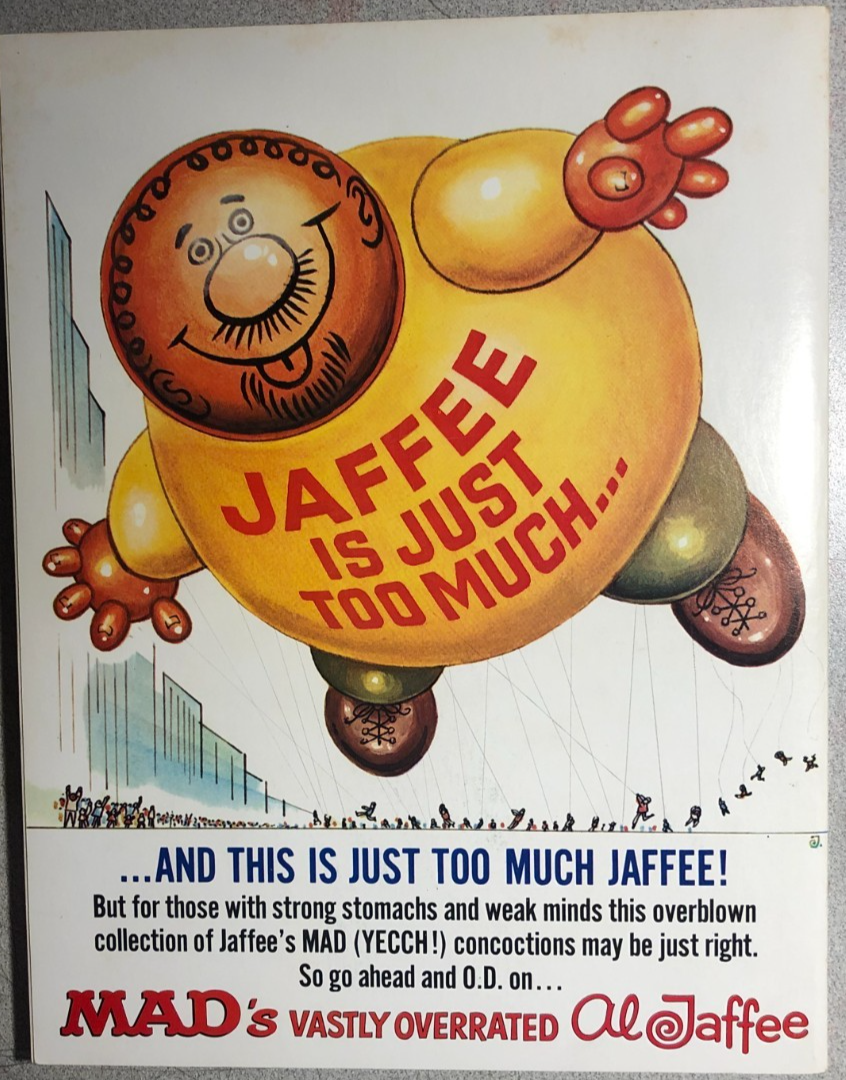 JAFFEE
IS JUST
TOO MUCH...
J.
...AND THIS IS JUST TOO MUCH JAFFEE!
But for those with strong stomachs and weak minds this overblown
collection of Jaffee's MAD (YECCH!) concoctions may be just right.
So go ahead and O.D. on...
MAD's VASTLY OVERRATED Al Jaffee